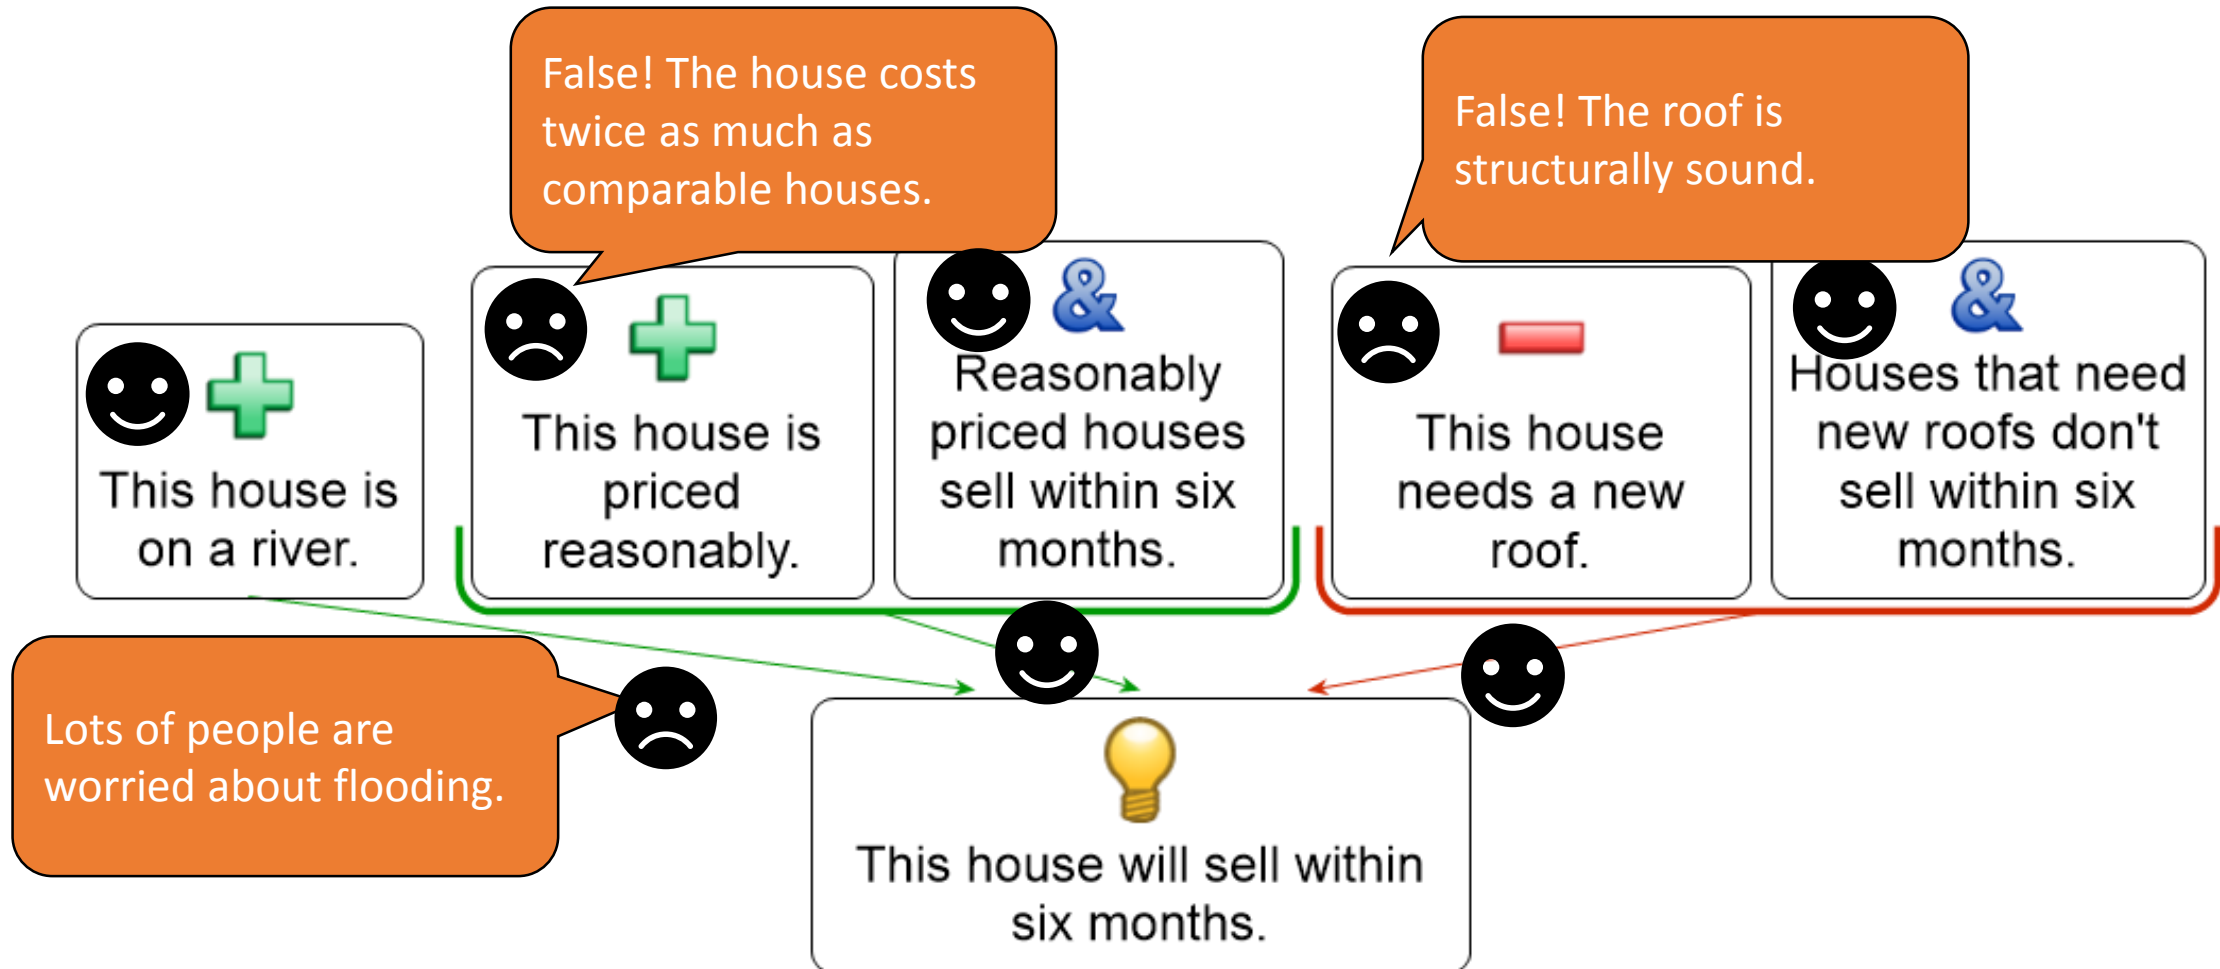 False! The house costs
twice as much as
comparable houses.
False! The roof is
structurally sound.
This house is
on a river.
This house is
priced
reasonably.
&
Reasonably
priced houses
sell within six
months.
This house
needs a new
roof.
&
Houses that need
new roofs don't
sell within six
months.
Lots of people are
worried about flooding.
This house will sell within
six months.